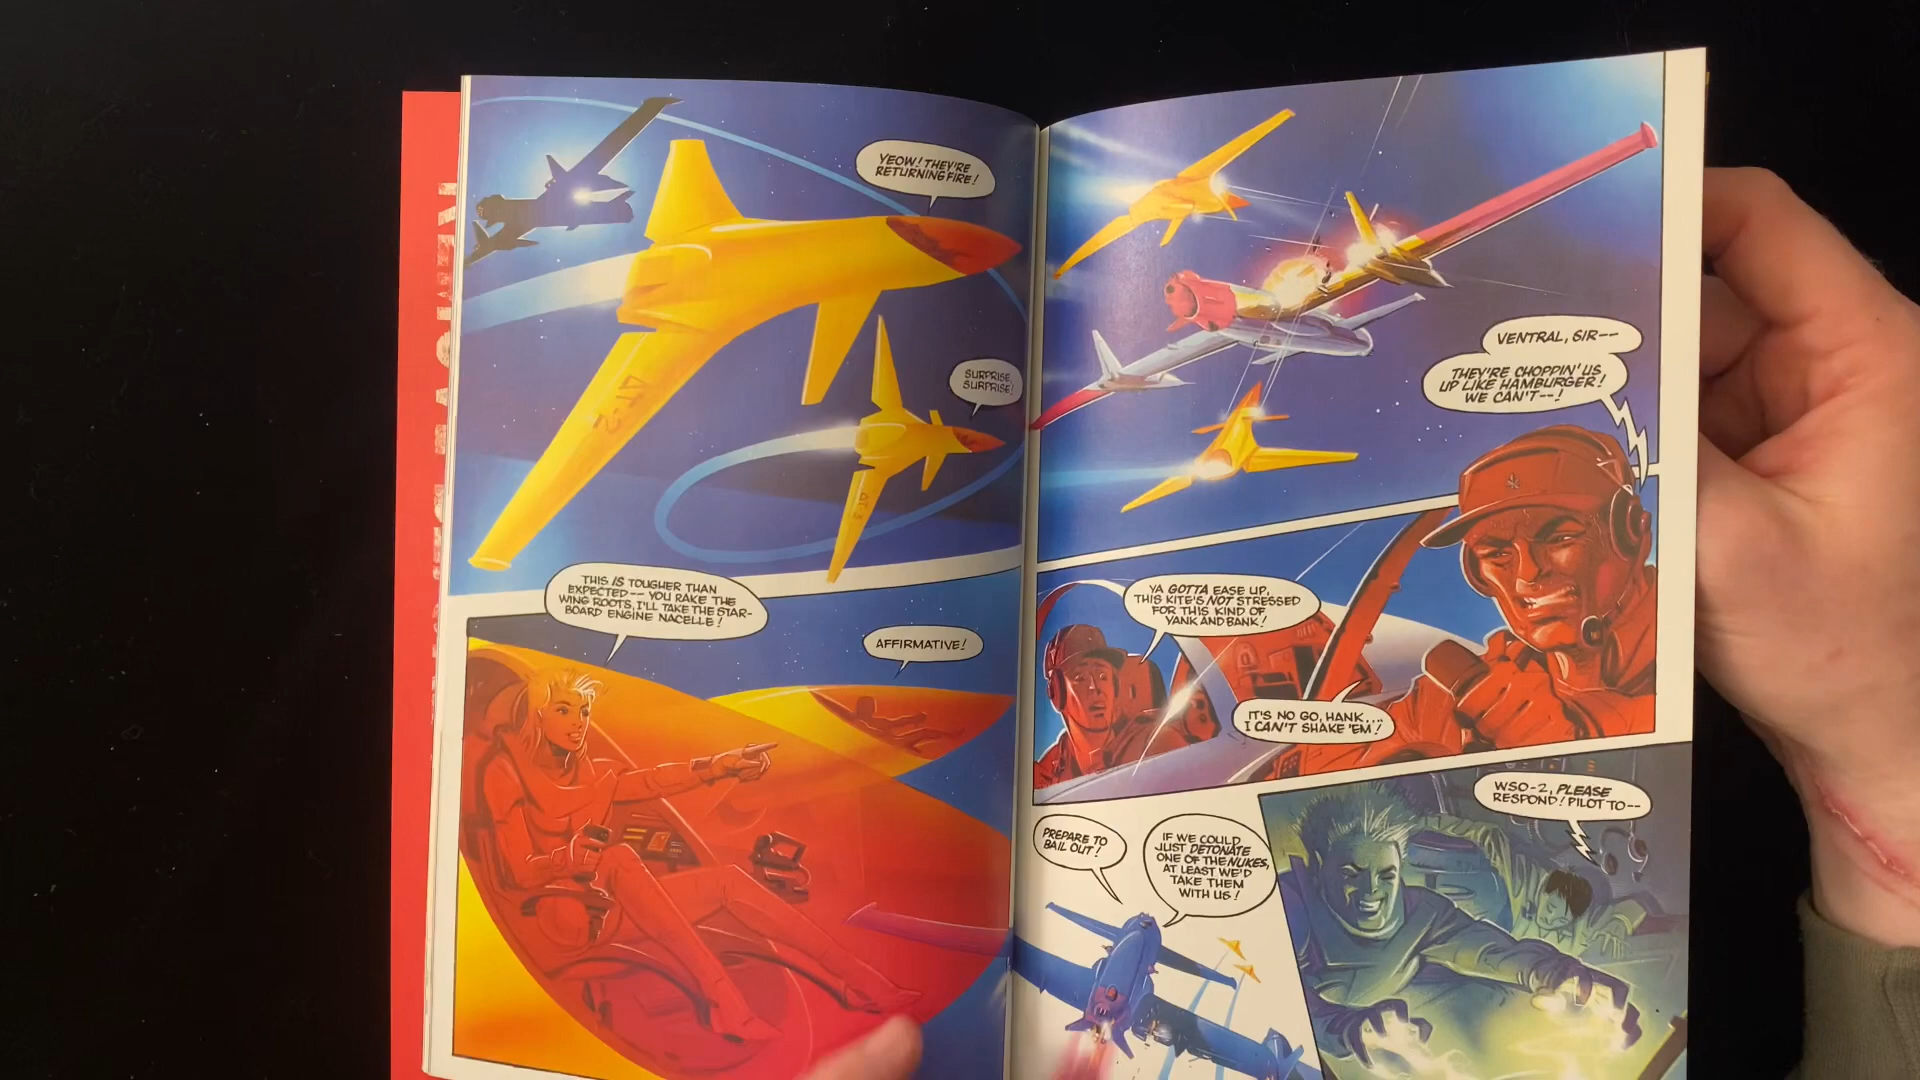 YEOW! THEY'RE
RETURNING FIRE!
SURPRISE,
SURPRISE!
ΔT-2
ΔT-3
THIS IS TOUGHER THAN
EXPECTED-- YOU RAKE THE
WING ROOTS, I'LL TAKE THE STAR-
BOARD ENGINE NACELLE!
AFFIRMATIVE!
VENTRAL, SIR--
THEY'RE CHOPPIN' US
UP LIKE HAMBURGER!
WE CAN'T--!
YA GOTTA EASE UP,
THIS KITE'S NOT STRESSED
FOR THIS KIND OF
YANK AND BANK!
IT'S NO GO, HANK....
I CAN'T SHAKE 'EM!
PREPARE TO
BAIL OUT!
IF WE COULD
JUST DETONATE
ONE OF THE NUKES,
AT LEAST WE'D
TAKE THEM
WITH US!
WSO-2, PLEASE
RESPOND! PILOT TO--